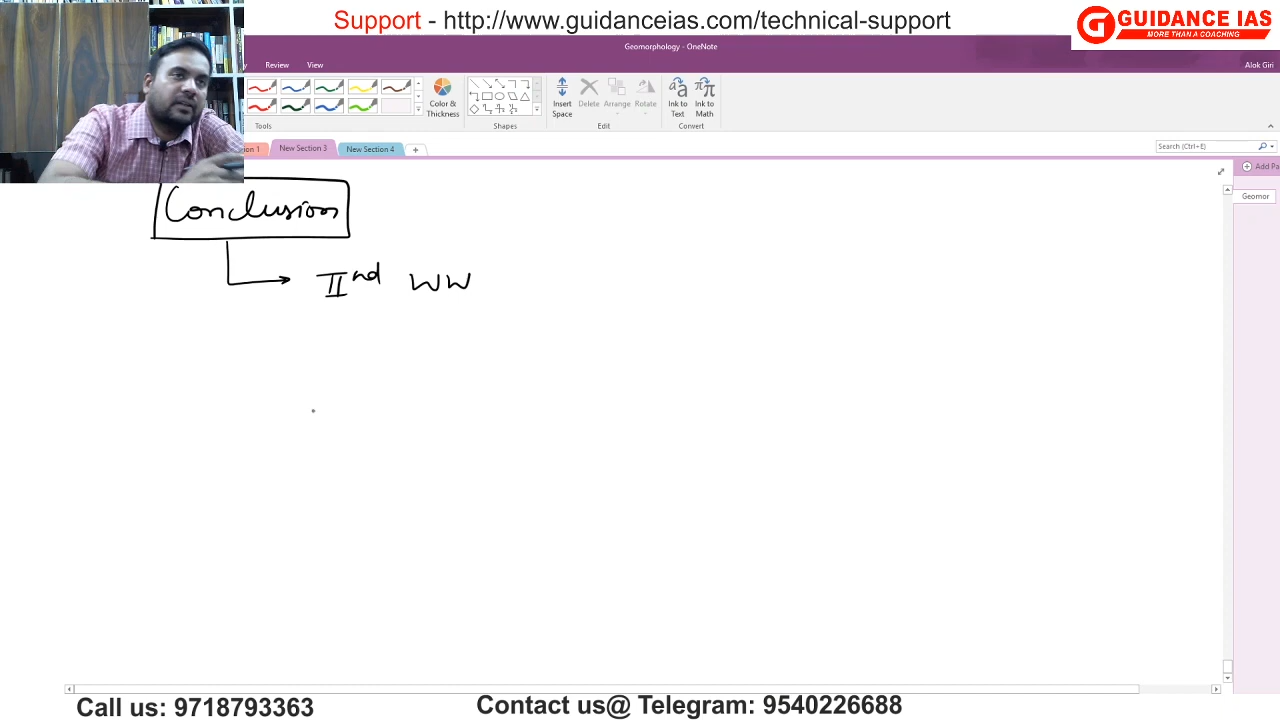 Support - http://www.guidanceias.com/technical-support
GUIDANCE IAS
MORE THAN A COACHING
Geomorphology - OneNote
Review View
Alok Giri
Color & Thickness
Insert Space
Delete Arrange Rotate
Ink to Text
Ink to Math
Tools Shapes Edit Convert
New Section 3 New Section 4
Search (Ctrl+E)
Add Pa
Geomor
Conclusion
IInd WW
Call us: 9718793363
Contact us@ Telegram: 9540226688